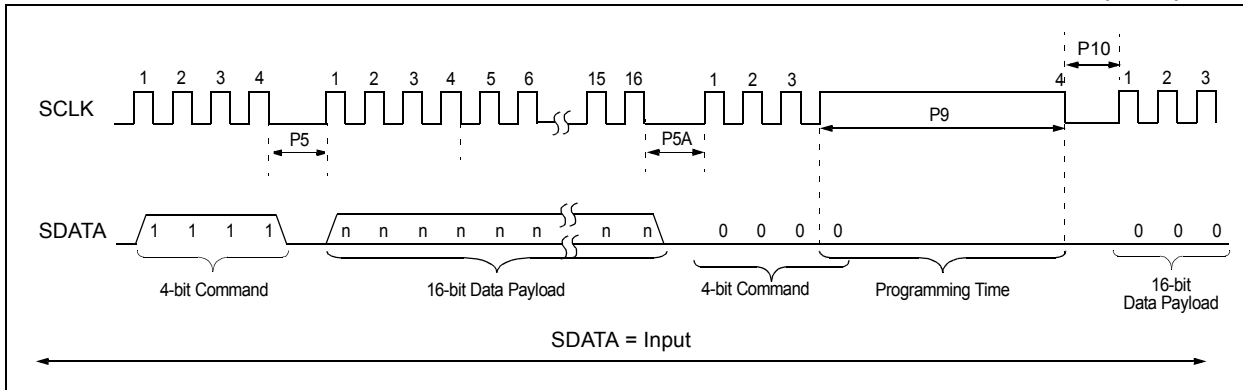 P10
1 2 3 4 1 2 3 4 5 6 15 16 1 2 3 4 1 2 3
SCLK
P5 P5A P9
SDATA
1 1 1 1 n n n n n n n n 0 0 0 0 0 0 0
4-bit Command 16-bit Data Payload 4-bit Command Programming Time 16-bit
Data Payload
SDATA = Input